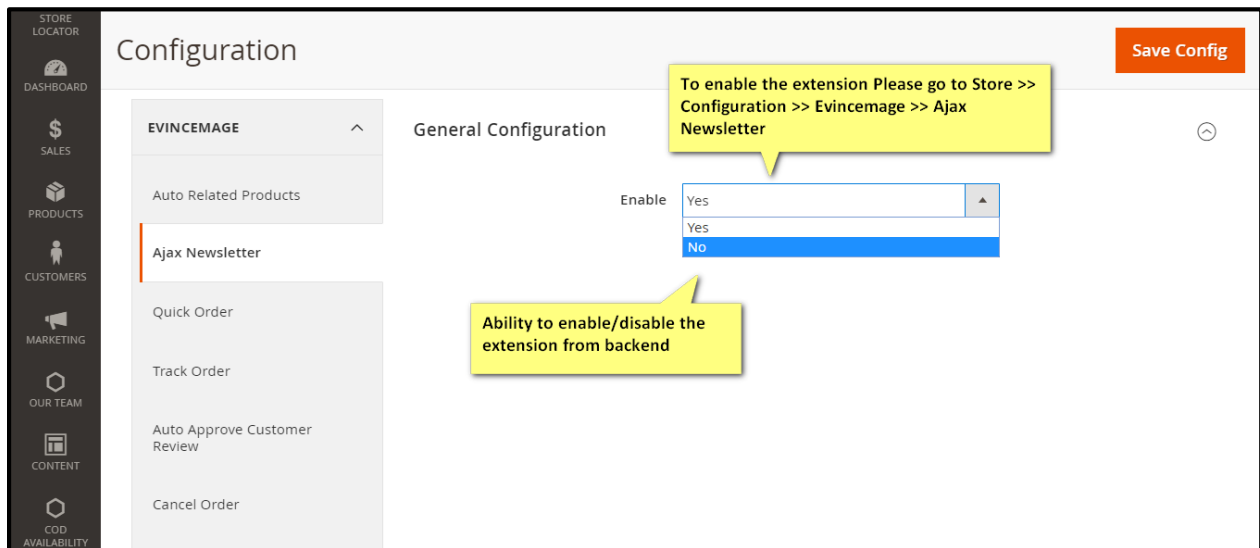 STORE
LOCATOR
DASHBOARD
$
SALES
PRODUCTS
CUSTOMERS
MARKETING
OUR TEAM
CONTENT
COD
AVAILABILITY
Configuration
Save Config
EVINCEMAGE
Auto Related Products
Ajax Newsletter
Quick Order
Track Order
Auto Approve Customer
Review
Cancel Order
General Configuration
To enable the extension Please go to Store >>
Configuration >> Evincemage >> Ajax
Newsletter
Enable
Yes
Yes
No
Ability to enable/disable the
extension from backend